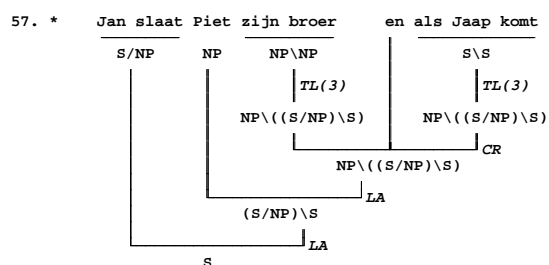 57. * Jan slaat Piet zijn broer en als Jaap komt
S/NP NP NP\NP S\S
TL(3) TL(3)
NP\((S/NP)\S) NP\((S/NP)\S)
CR
NP\((S/NP)\S)
LA
(S/NP)\S
LA
S